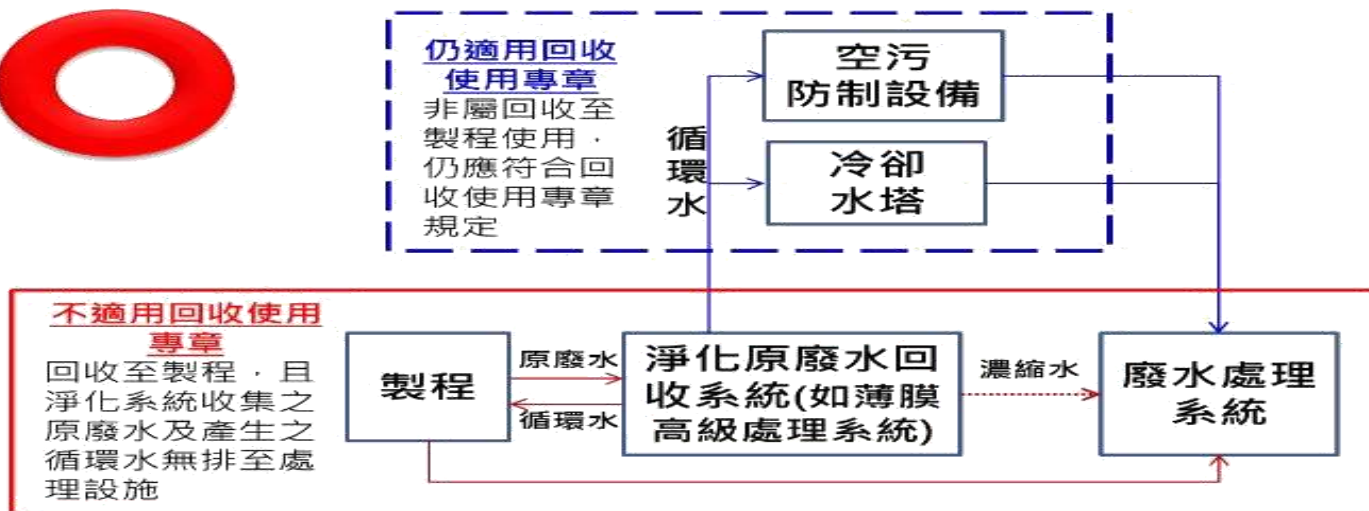 仍適用回收
使用專章
非屬回收至
製程使用，
仍應符合回
收使用專章
規定
循
環
水
空污
防制設備
冷卻
水塔
不適用回收使用
專章
回收至製程，且
淨化系統收集之
原廢水及產生之
循環水無排至處
理設施
製程
原廢水
循環水
淨化原廢水回
收系統(如薄膜
高級處理系統)
濃縮水
廢水處理
系統